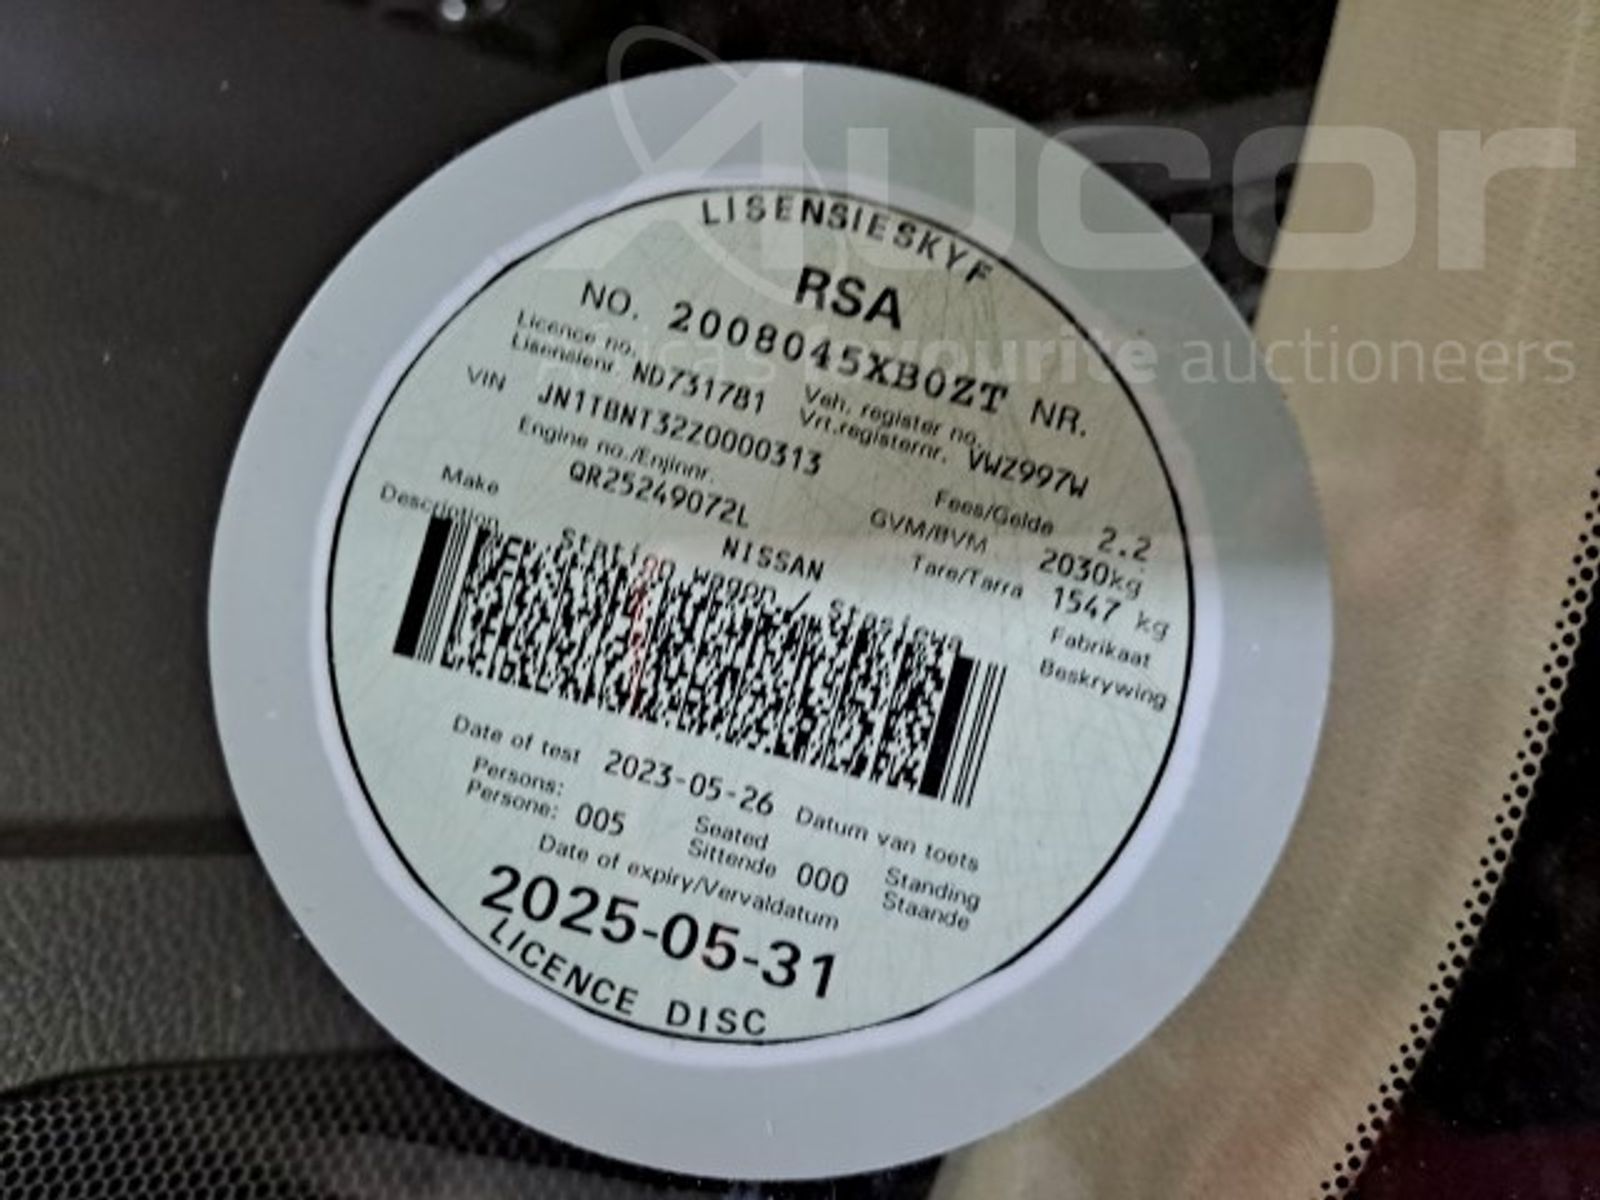 Aucor
Africa's favourite auctioneers
LISENSIESKYF
RSA
NO. 2008045XB0ZT NR.
Licence no. Veh. register no.
Lisensienr. ND731781 Vrt.registernr. VWZ997W
VIN JN1TBNT32Z0000313
Engine no./Enjinnr. Fees/Gelde 2.2
QR25249072L GVM/BVM 2030kg
Tare/Tarra 1547 kg
Make NISSAN Fabrikaat
Description Station wagon / Stasiewa Beskrywing
Date of test 2023-05-26 Datum van toets
Persons: Seated Standing
Persone: 005 Sittende 000 Staande
Date of expiry/Vervaldatum
2025-05-31
LICENCE DISC